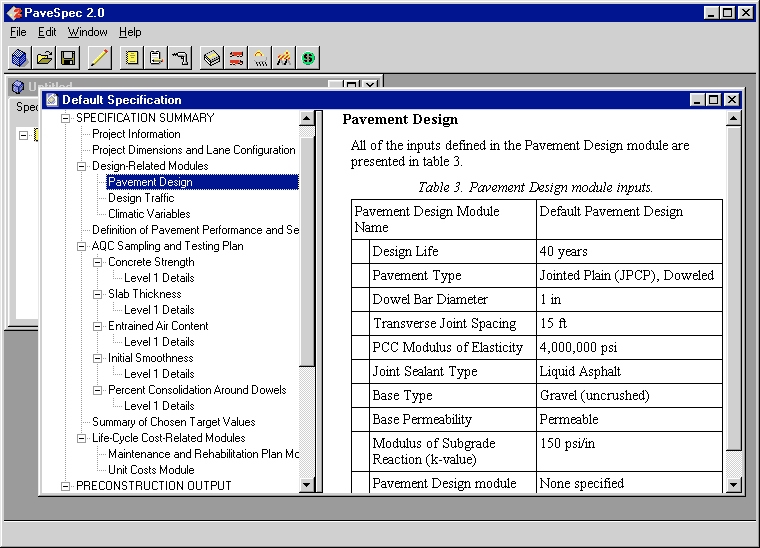 PaveSpec 2.0
File Edit Window Help
Untitled
Spec
Default Specification
SPECIFICATION SUMMARY
Project Information
Project Dimensions and Lane Configuration
Design-Related Modules
Pavement Design
Design Traffic
Climatic Variables
Definition of Pavement Performance and Se
AQC Sampling and Testing Plan
Concrete Strength
Level 1 Details
Slab Thickness
Level 1 Details
Entrained Air Content
Level 1 Details
Initial Smoothness
Level 1 Details
Percent Consolidation Around Dowels
Level 1 Details
Summary of Chosen Target Values
Life-Cycle Cost-Related Modules
Maintenance and Rehabilitation Plan Mo
Unit Costs Module
PRECONSTRUCTION OUTPUT
Pavement Design
All of the inputs defined in the Pavement Design module are
presented in table 3.
Table 3. Pavement Design module inputs.
Pavement Design Module Default Pavement Design
Name
Design Life 40 years
Pavement Type Jointed Plain (JPCP), Doweled
Dowel Bar Diameter 1 in
Transverse Joint Spacing 15 ft
PCC Modulus of Elasticity 4,000,000 psi
Joint Sealant Type Liquid Asphalt
Base Type Gravel (uncrushed)
Base Permeability Permeable
Modulus of Subgrade 150 psi/in
Reaction (k-value)
Pavement Design module None specified